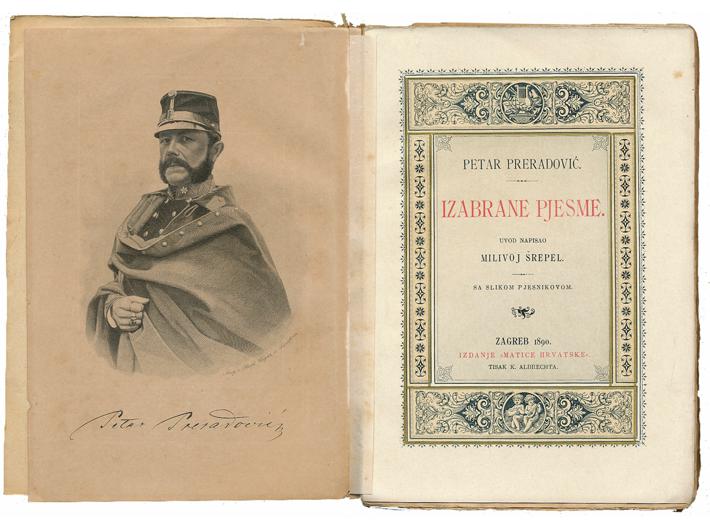 Petar Preradović
PETAR PRERADOVIĆ.
IZABRANE PJESME.
UVOD NAPISAO
MILIVOJ ŠREPEL.
SA SLIKOM PJESNIKOVOM.
ZAGREB 1890.
IZDANJE »MATICE HRVATSKE«.
TISAK K. ALBRECHTA.